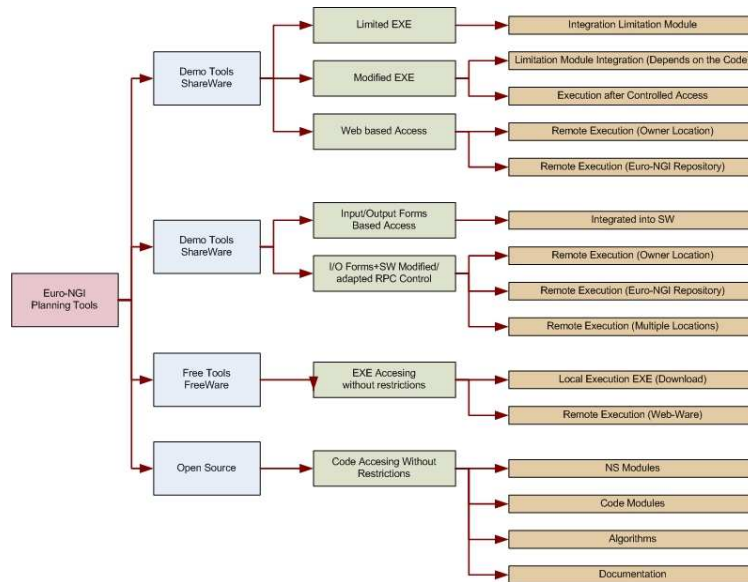 Limited EXE
Integration Limitation Module
Demo Tools
ShareWare
Modified EXE
Limitation Module Integration (Depends on the Code)
Execution after Controlled Access
Web based Access
Remote Execution (Owner Location)
Remote Execution (Euro-NGI Repository)
Demo Tools
ShareWare
Input/Output Forms
Based Access
Integrated into SW
I/O Forms+SW Modified/
adapted RPC Control
Remote Execution (Owner Location)
Remote Execution (Euro-NGI Repository)
Remote Execution (Multiple Locations)
Euro-NGI
Planning Tools
Free Tools
FreeWare
EXE Accesing
without restrictions
Local Execution EXE (Download)
Remote Execution (Web-Ware)
Open Source
Code Accesing Without
Restrictions
NS Modules
Code Modules
Algorithms
Documentation